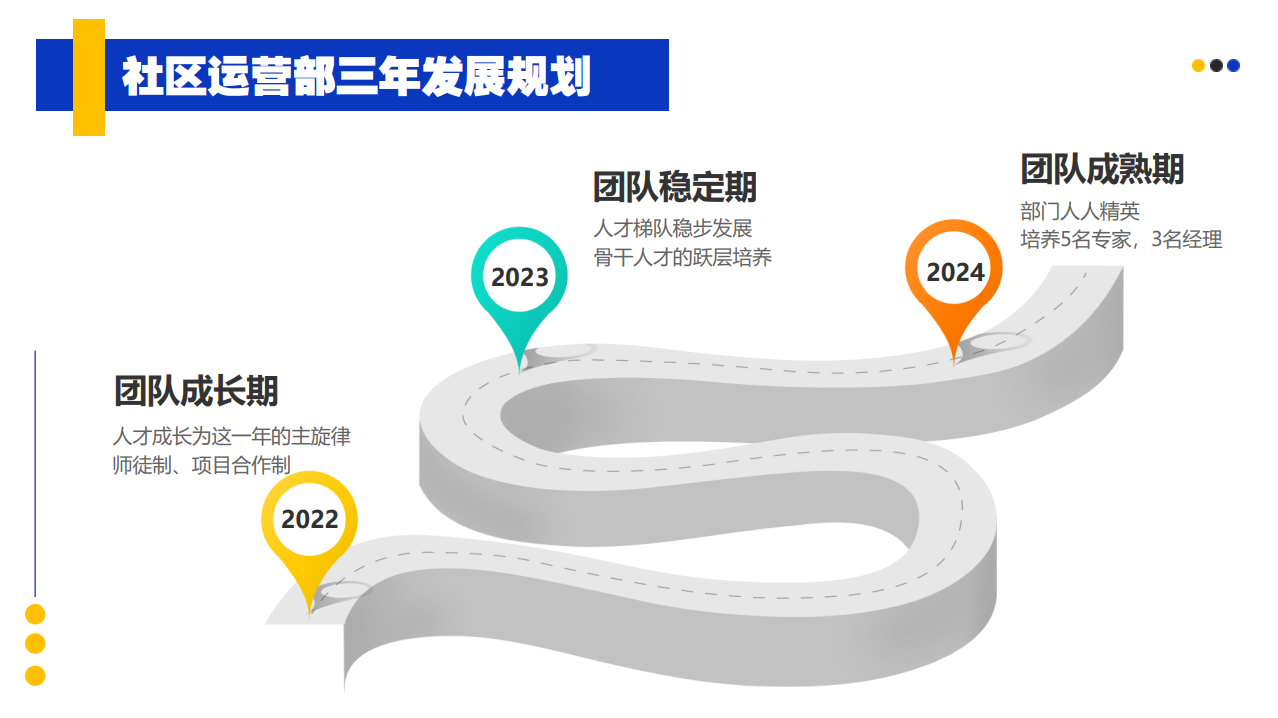 社区运营部三年发展规划
团队成熟期
部门人人精英
培养5名专家，3名经理
团队稳定期
人才梯队稳步发展
骨干人才的跃层培养
2023
2024
团队成长期
人才成长为这一年的主旋律
师徒制、项目合作制
2022